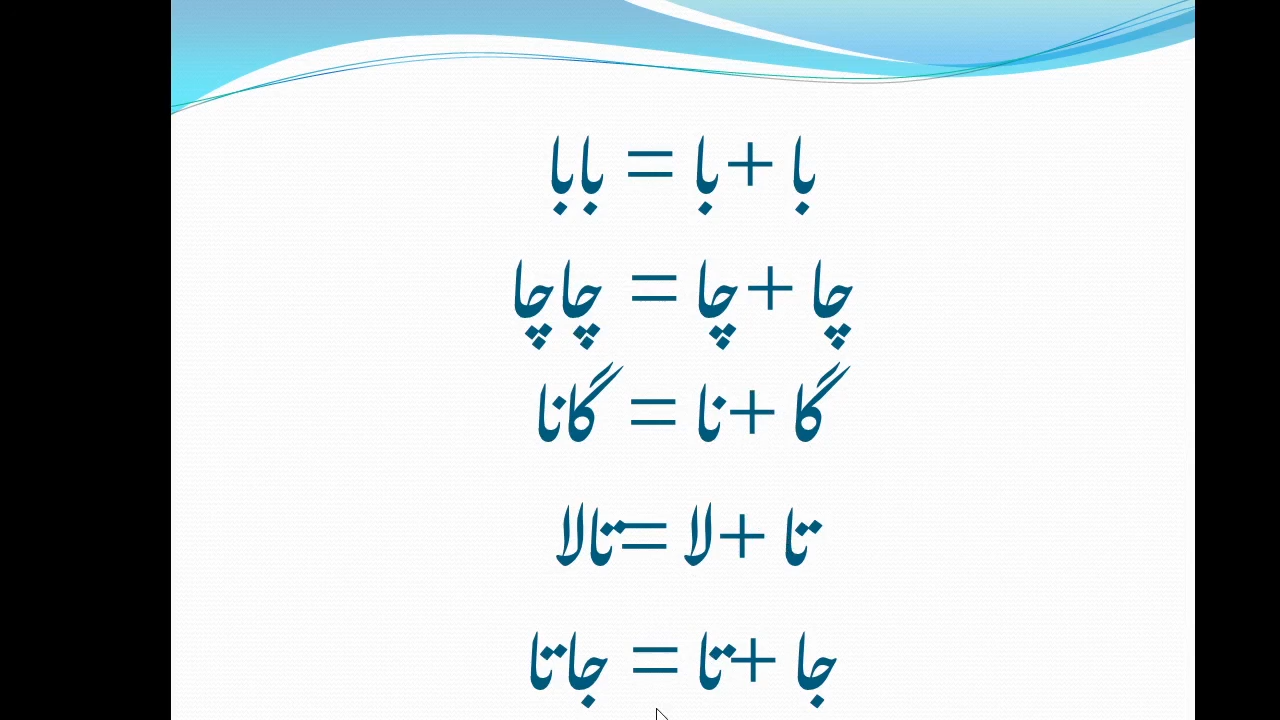 با + با = بابا
چا + چا = چاچا
گا + نا = گانا
تا + لا =تالا
جا +تا = جاتا